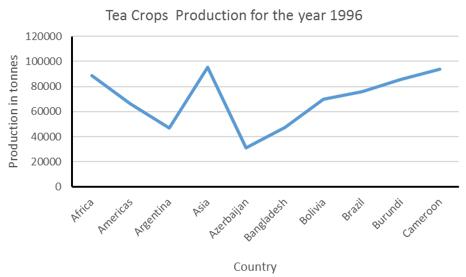 Tea Crops  Production for the year 1996
Production in tonnes
120000
100000
80000
60000
40000
20000
0
Africa
Americas
Argentina
Asia
Azerbaijan
Bangladesh
Bolivia
Brazil
Burundi
Cameroon
Country